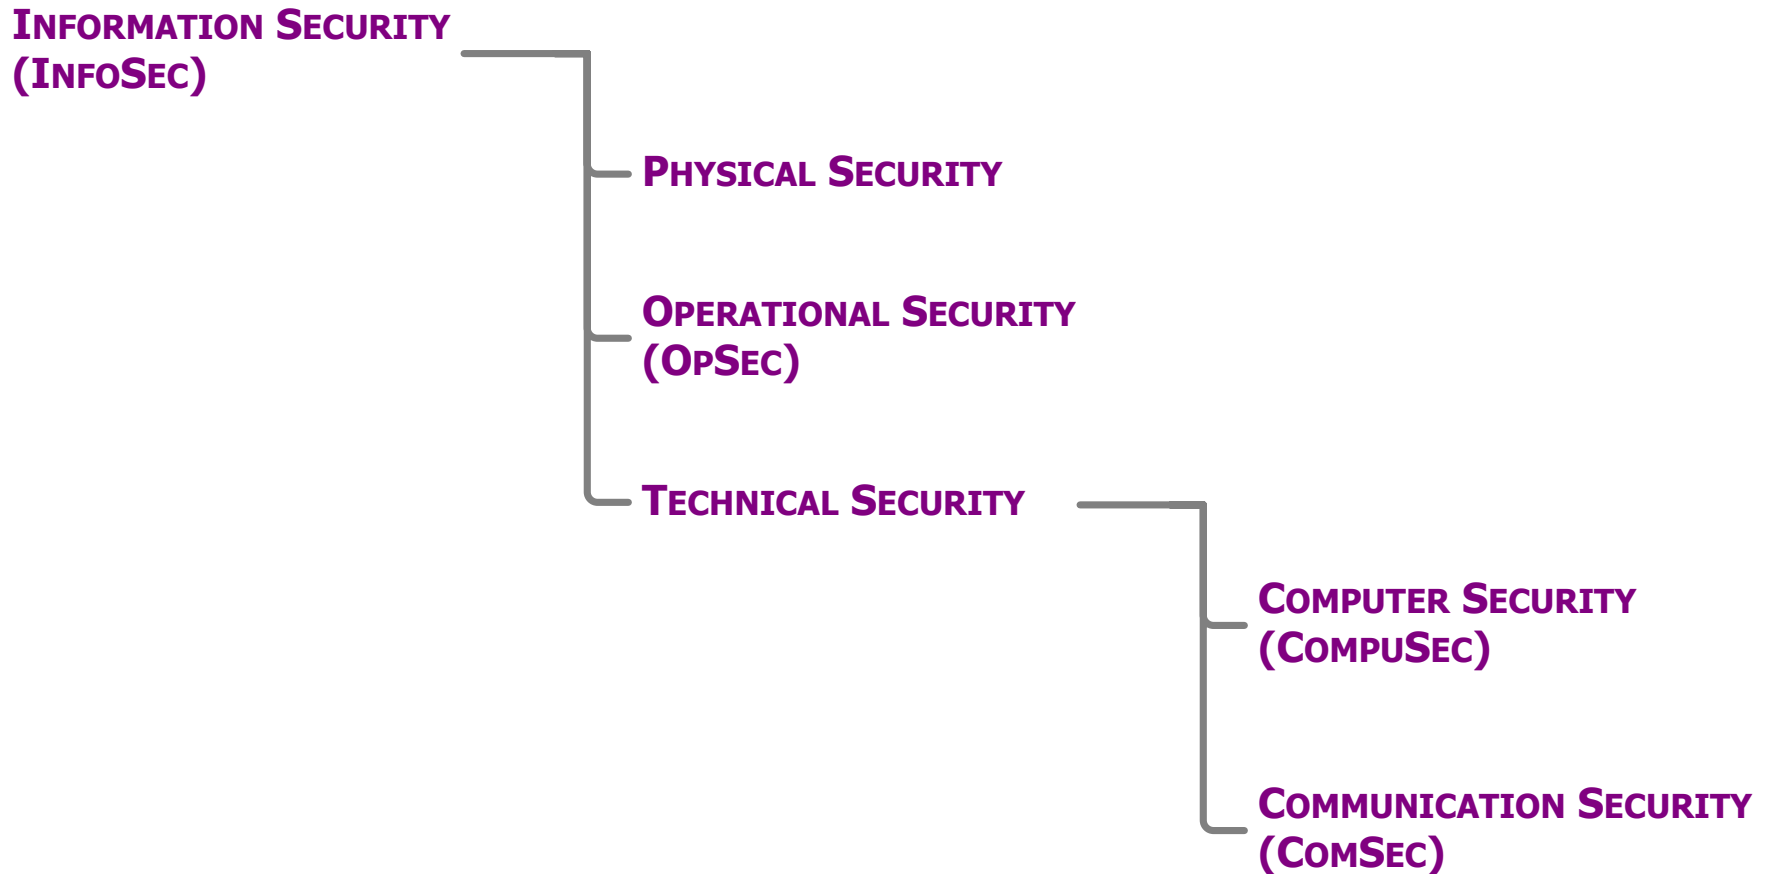 INFORMATION SECURITY
(INFOSEC)
PHYSICAL SECURITY
OPERATIONAL SECURITY
(OPSEC)
TECHNICAL SECURITY
COMPUTER SECURITY
(COMPUSEC)
COMMUNICATION SECURITY
(COMSEC)